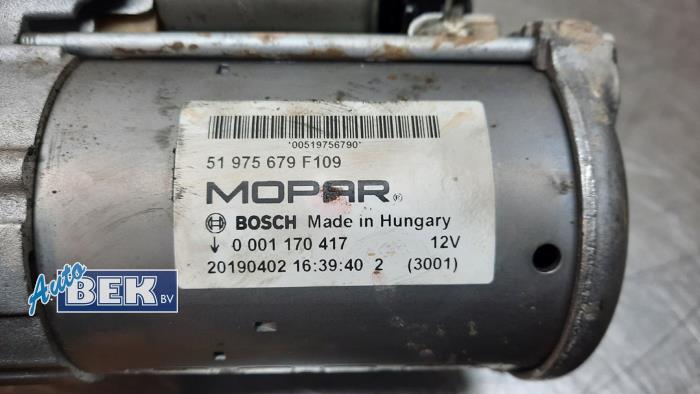 *00519756790*
51 975 679 F109
MOPAR®
BOSCH Made in Hungary
0 001 170 417 12V
20190402 16:39:40 2 (3001)
Auto
BEK BV